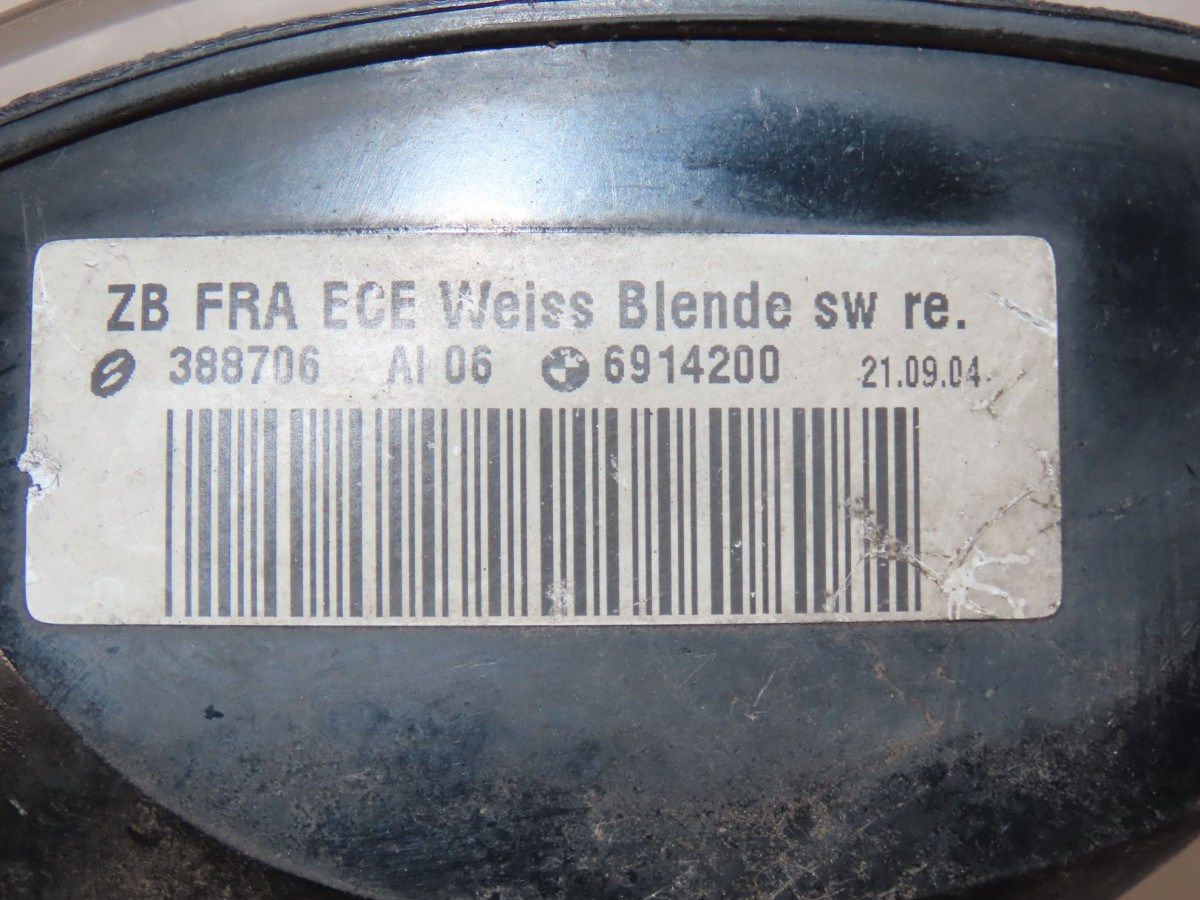 ZB FRA ECE Weiss Blende sw re.
388706 AI 06 6914200 21.09.04